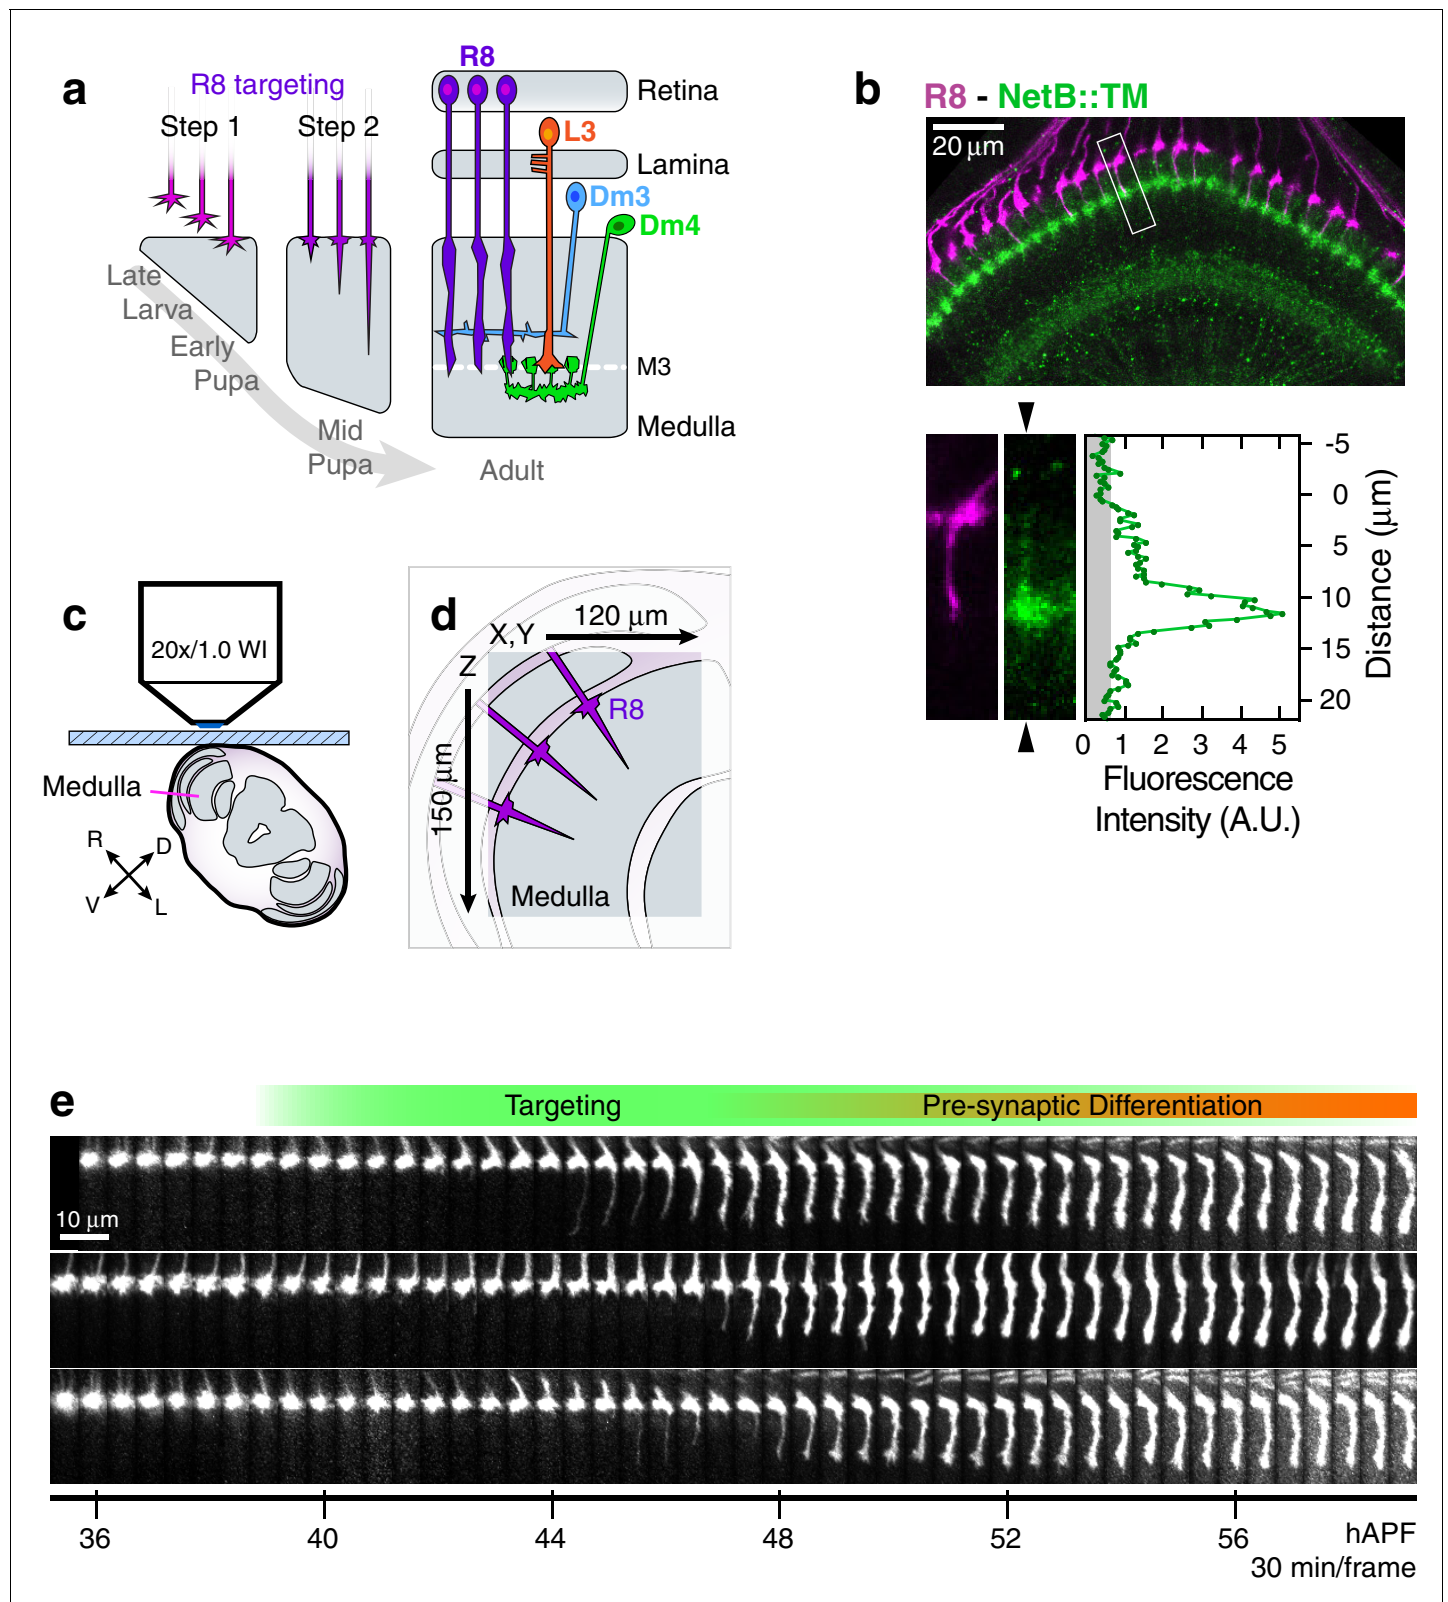 a
R8 targeting
Step 1
Step 2
Late
Larva
Early
Pupa
Mid
Pupa
Adult
R8
Retina
L3
Lamina
Dm3
Dm4
M3
Medulla
b
R8 - NetB::TM
20 μm
-5
0
5
10
15
20
Distance (μm)
0 1 2 3 4 5
Fluorescence
Intensity (A.U.)
c
20x/1.0 WI
Medulla
R
D
V
L
d
X,Y
120 μm
Z
150 μm
R8
Medulla
e
Targeting
Pre-synaptic Differentiation
10 μm
36 40 44 48 52 56
hAPF
30 min/frame